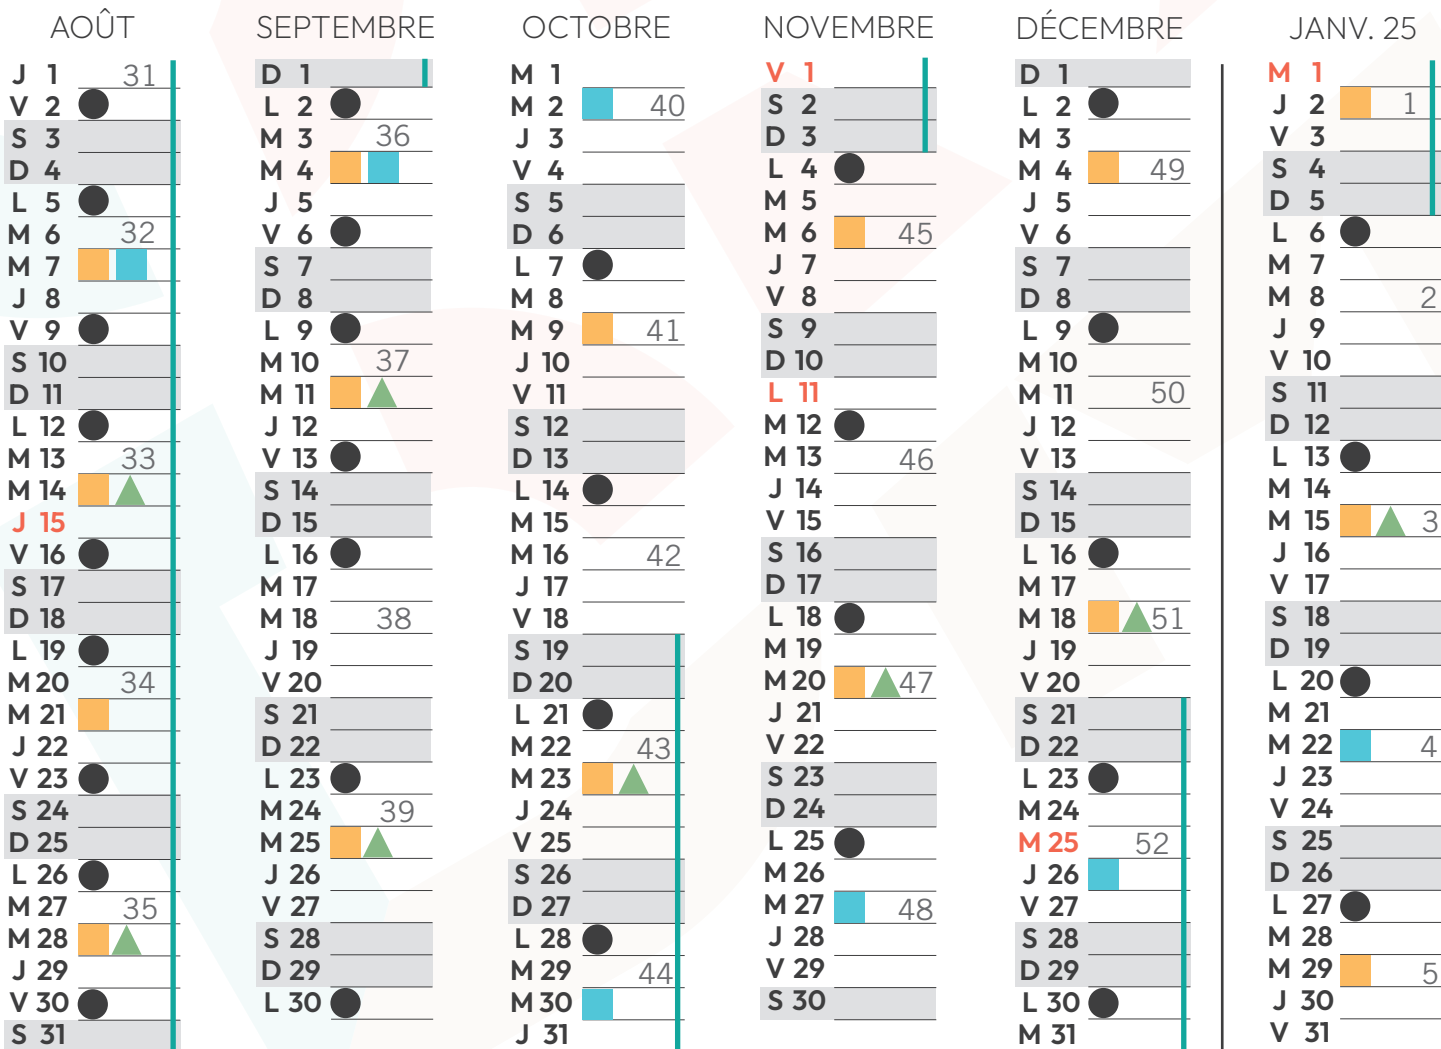 AOÛT
J 1 31
V 2
S 3
D 4
L 5
M 6 32
M 7
J 8
V 9
S 10
D 11
L 12
M 13 33
M 14
J 15
V 16
S 17
D 18
L 19
M 20 34
M 21
J 22
V 23
S 24
D 25
L 26
M 27 35
M 28
J 29
V 30
S 31
SEPTEMBRE
D 1
L 2
M 3 36
M 4
J 5
V 6
S 7
D 8
L 9
M 10 37
M 11
J 12
V 13
S 14
D 15
L 16
M 17
M 18 38
J 19
V 20
S 21
D 22
L 23
M 24 39
M 25
J 26
V 27
S 28
D 29
L 30
OCTOBRE
M 1
M 2 40
J 3
V 4
S 5
D 6
L 7
M 8
M 9 41
J 10
V 11
S 12
D 13
L 14
M 15
M 16 42
J 17
V 18
S 19
D 20
L 21
M 22 43
M 23
J 24
V 25
S 26
D 27
L 28
M 29 44
M 30
J 31
NOVEMBRE
V 1
S 2
D 3
L 4
M 5
M 6 45
J 7
V 8
S 9
D 10
L 11
M 12
M 13 46
J 14
V 15
S 16
D 17
L 18
M 19
M 20 47
J 21
V 22
S 23
D 24
L 25
M 26
M 27 48
J 28
V 29
S 30
DÉCEMBRE
D 1
L 2
M 3
M 4 49
J 5
V 6
S 7
D 8
L 9
M 10
M 11 50
J 12
V 13
S 14
D 15
L 16
M 17
M 18 51
J 19
V 20
S 21
D 22
L 23
M 24
M 25 52
J 26
V 27
S 28
D 29
L 30
M 31
JANV. 25
M 1
J 2 1
V 3
S 4
D 5
L 6
M 7
M 8 2
J 9
V 10
S 11
D 12
L 13
M 14
M 15 3
J 16
V 17
S 18
D 19
L 20
M 21
M 22 4
J 23
V 24
S 25
D 26
L 27
M 28
M 29 5
J 30
V 31